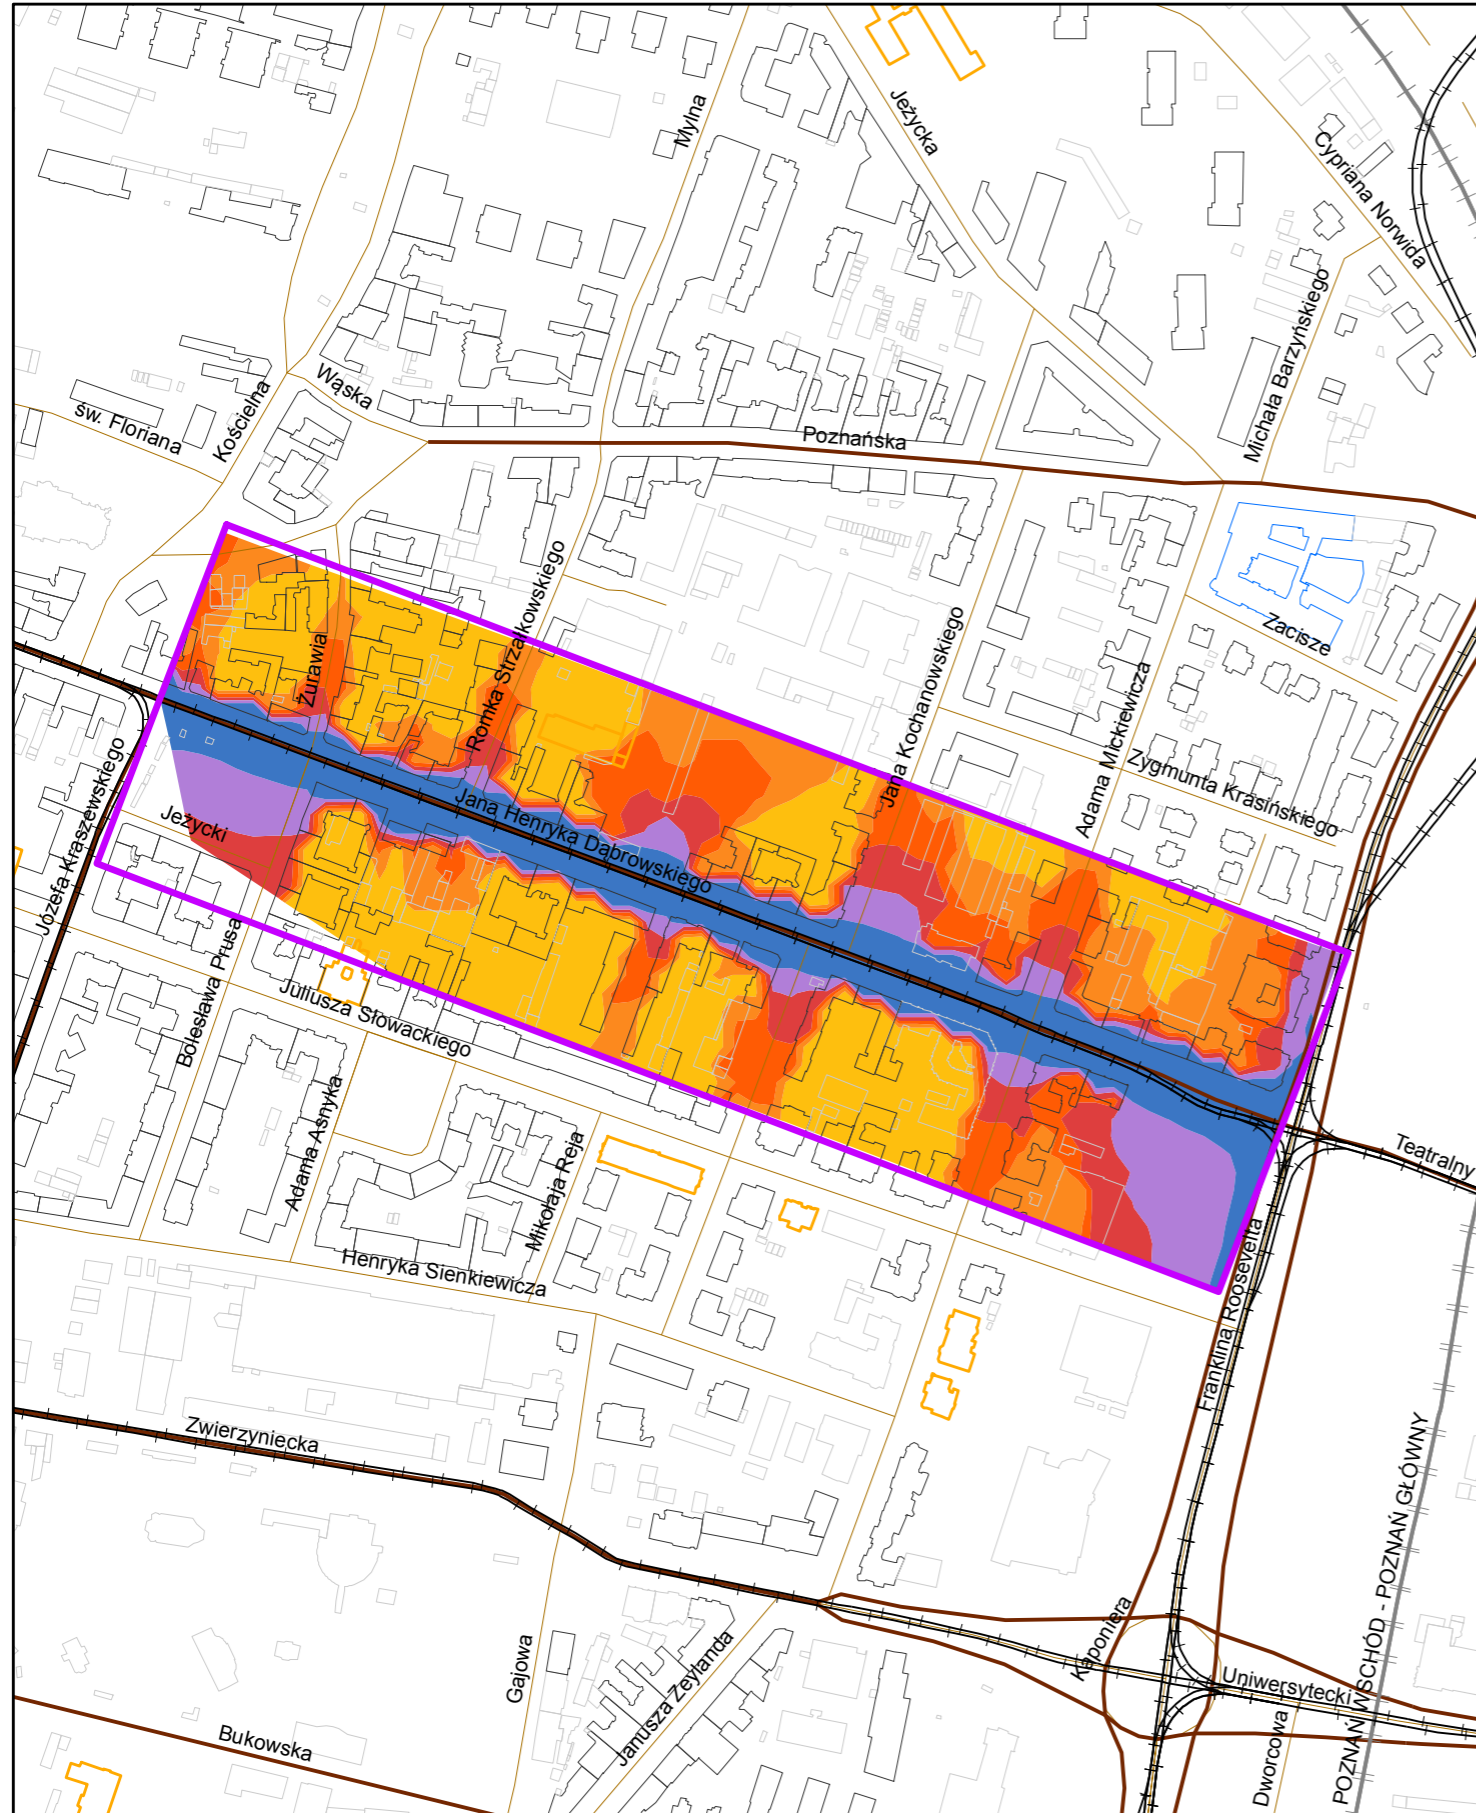 Jeżycka
Mylna
Cypriana Norwida
Michała Barzyńskiego
Wąska
Kościelna
św. Floriana
Poznańska
Romka Strzałkowskiego
Żurawia
Jana Kochanowskiego
Adama Mickiewicza
Zacisze
Zygmunta Krasińskiego
Józefa Kraszewskiego
Jeżycki
Jana Henryka Dąbrowskiego
Bolesława Prusa
Juliusza Słowackiego
Adama Asnyka
Mikołaja Reja
Henryka Sienkiewicza
Teatralny
Franklina Roosevelta
Zwierzyniecka
POZNAŃ WSCHÓD - POZNAŃ GŁÓWNY
Kaponiera
Uniwersytecki
Gajowa
Janusza Zeylanda
Dworcowa
Bukowska